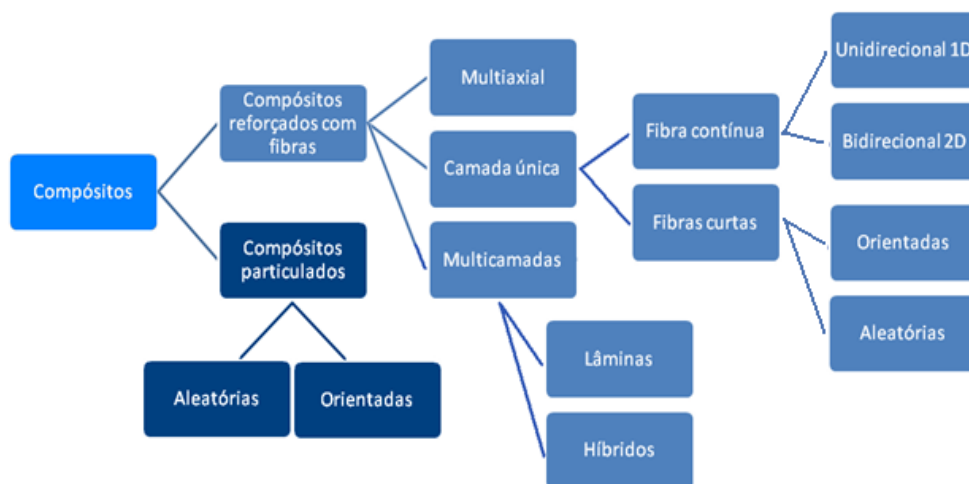 Compósitos
Compósitos
reforçados com
fibras
Compósitos
particulados
Aleatórias
Orientadas
Multiaxial
Camada única
Multicamadas
Lâminas
Híbridos
Fibra contínua
Fibras curtas
Unidirecional 1D
Bidirecional 2D
Orientadas
Aleatórias